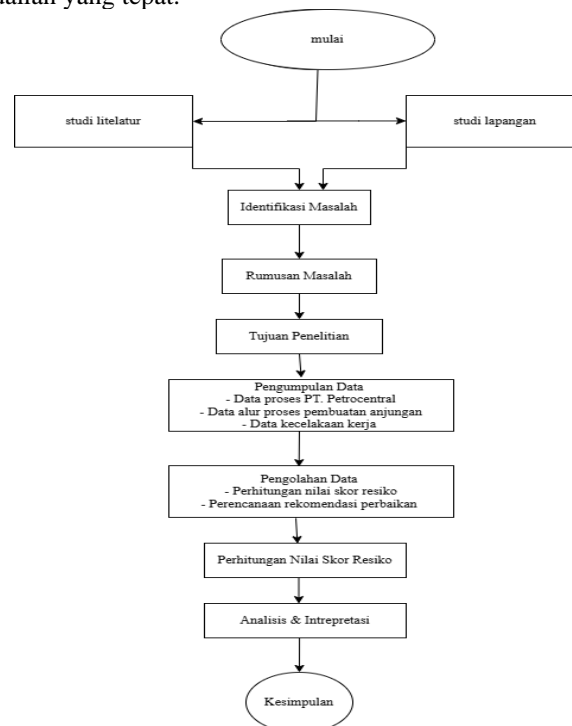 yang tepat.
mulai
studi litelatur
studi lapangan
Identifikasi Masalah
Rumusan Masalah
Tujuan Penelitian
Pengumpulan Data
- Data proses PT. Petrocentral
- Data alur proses pembuatan anjungan
- Data kecelakaan kerja
Pengolahan Data
- Perhitungan nilai skor resiko
- Perencanaan rekomendasi perbaikan
Perhitungan Nilai Skor Resiko
Analisis & Intrepretasi
Kesimpulan